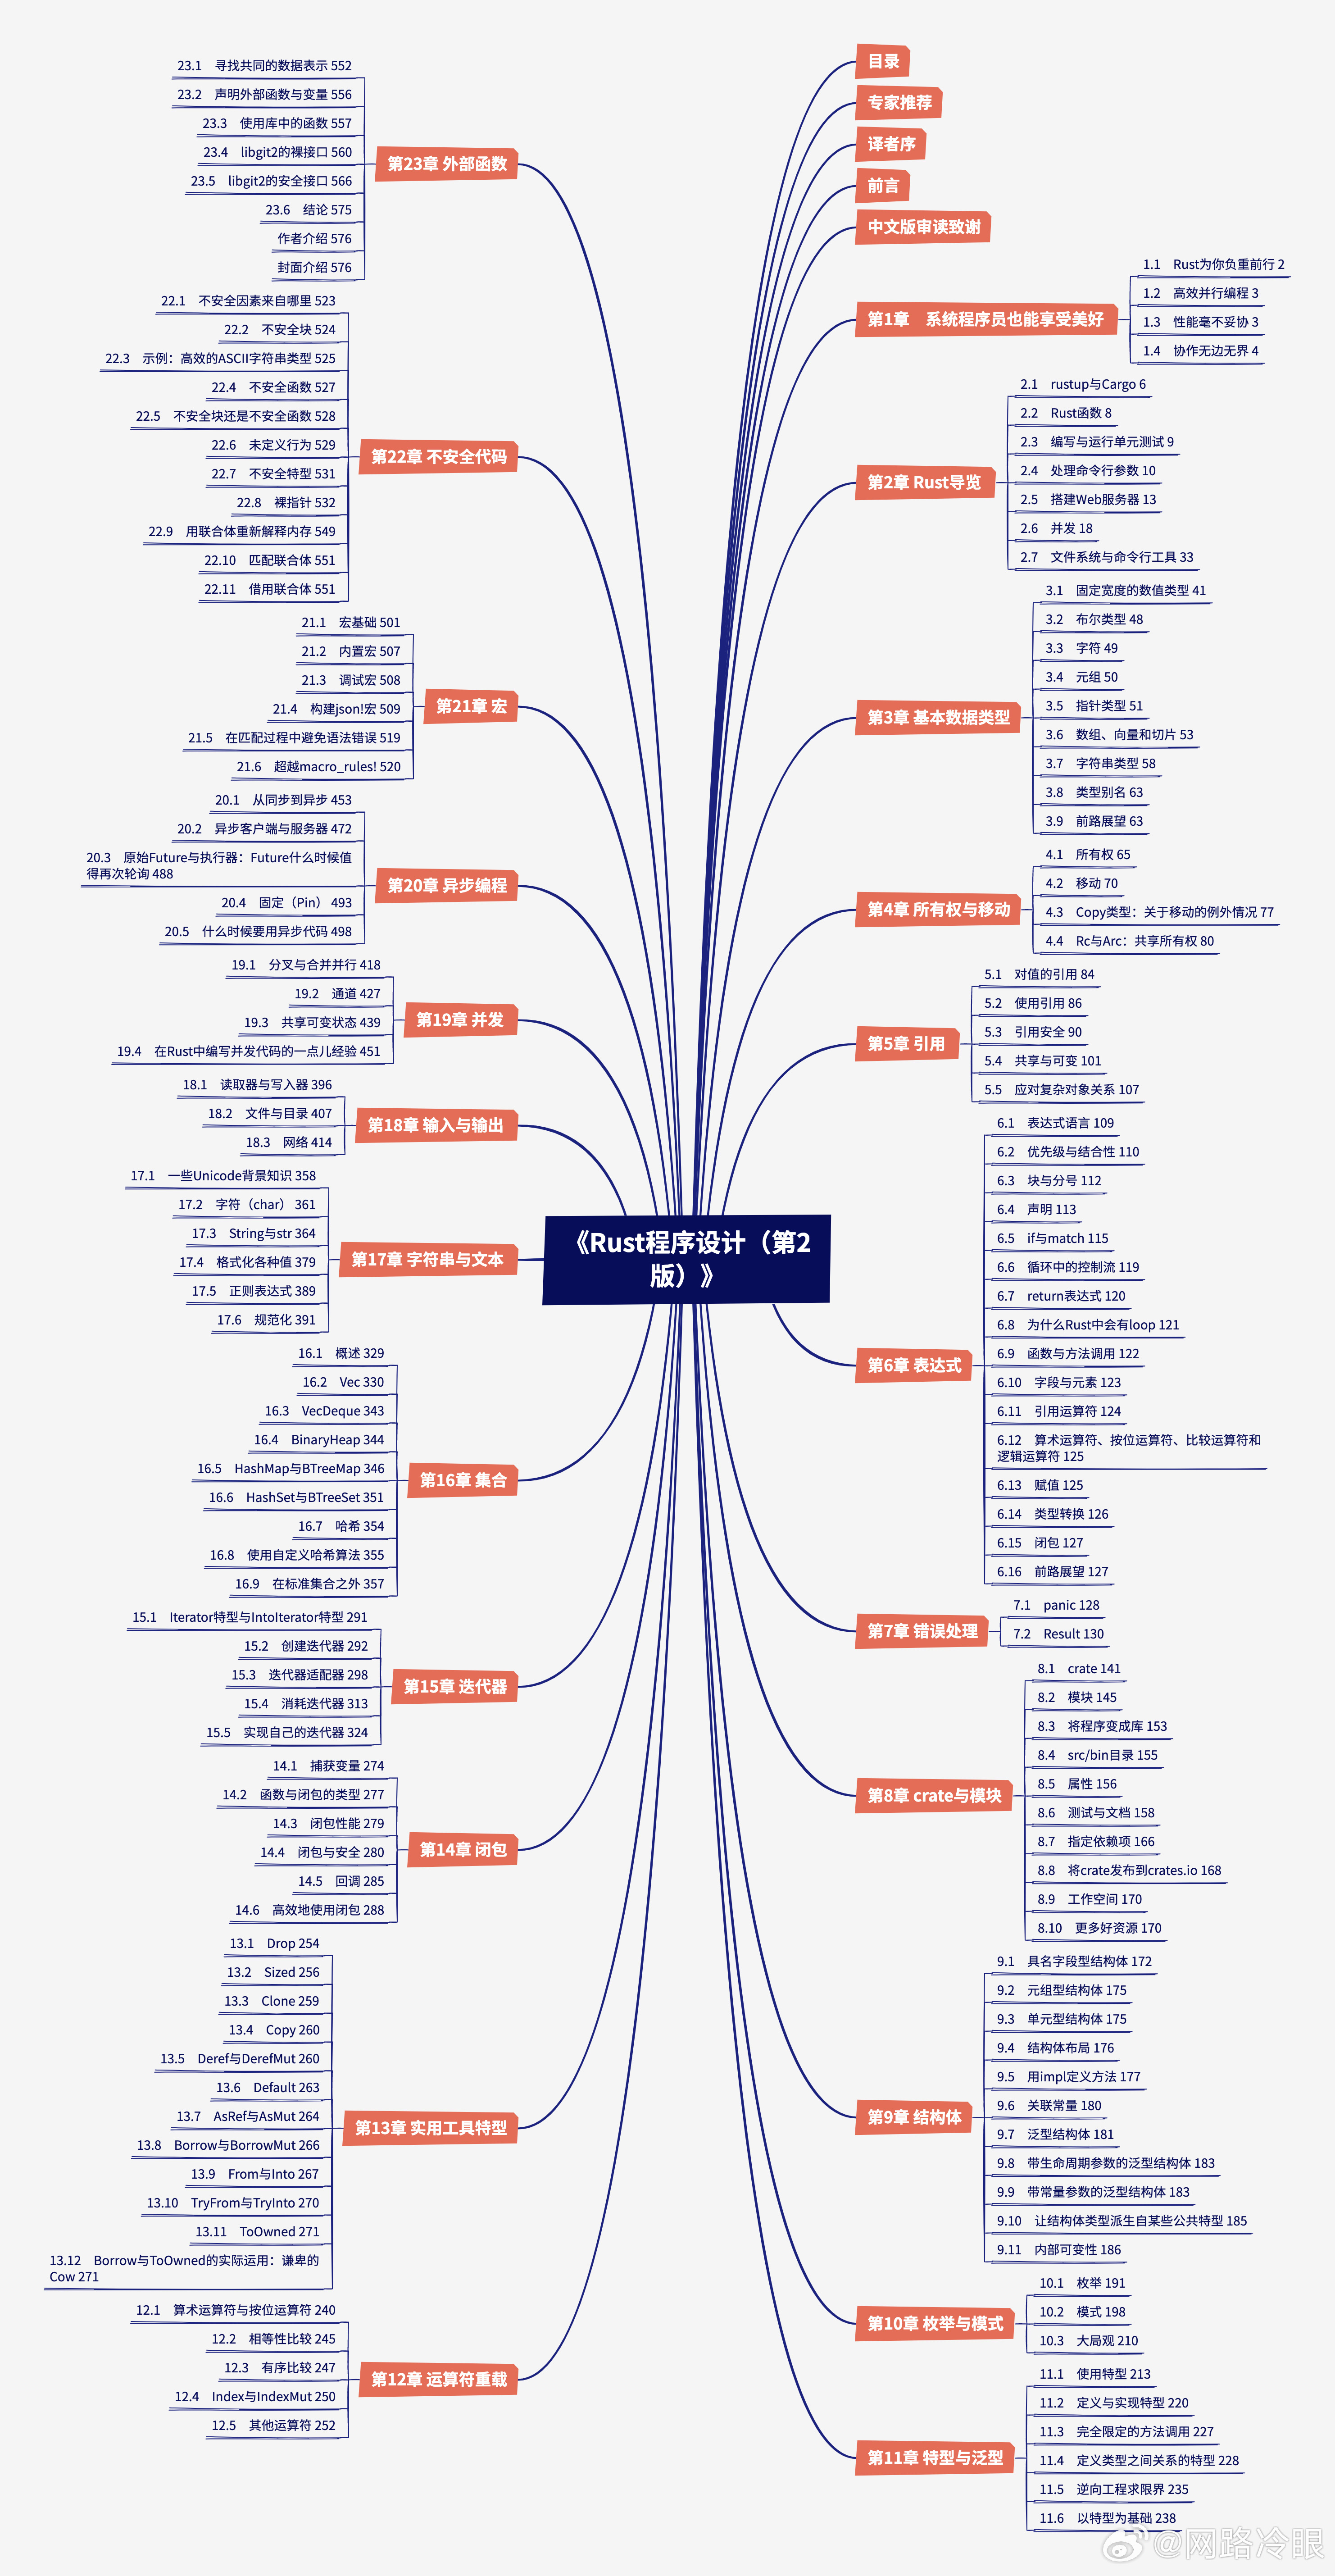 《Rust程序设计（第2
版）》
目录
专家推荐
译者序
前言
中文版审读致谢
第1章 系统程序员也能享受美好
1.1 Rust为你负重前行 2
1.2 高效并行编程 3
1.3 性能毫不妥协 3
1.4 协作无边无界 4
第2章 Rust导览
2.1 rustup与Cargo 6
2.2 Rust函数 8
2.3 编写与运行单元测试 9
2.4 处理命令行参数 10
2.5 搭建Web服务器 13
2.6 并发 18
2.7 文件系统与命令行工具 33
第3章 基本数据类型
3.1 固定宽度的数值类型 41
3.2 布尔类型 48
3.3 字符 49
3.4 元组 50
3.5 指针类型 51
3.6 数组、向量和切片 53
3.7 字符串类型 58
3.8 类型别名 63
3.9 前路展望 63
第4章 所有权与移动
4.1 所有权 65
4.2 移动 70
4.3 Copy类型：关于移动的例外情况 77
4.4 Rc与Arc：共享所有权 80
第5章 引用
5.1 对值的引用 84
5.2 使用引用 86
5.3 引用安全 90
5.4 共享与可变 101
5.5 应对复杂对象关系 107
第6章 表达式
6.1 表达式语言 109
6.2 优先级与结合性 110
6.3 块与分号 112
6.4 声明 113
6.5 if与match 115
6.6 循环中的控制流 119
6.7 return表达式 120
6.8 为什么Rust中会有loop 121
6.9 函数与方法调用 122
6.10 字段与元素 123
6.11 引用运算符 124
6.12 算术运算符、按位运算符、比较运算符和
逻辑运算符 125
6.13 赋值 125
6.14 类型转换 126
6.15 闭包 127
6.16 前路展望 127
第7章 错误处理
7.1 panic 128
7.2 Result 130
第8章 crate与模块
8.1 crate 141
8.2 模块 145
8.3 将程序变成库 153
8.4 src/bin目录 155
8.5 属性 156
8.6 测试与文档 158
8.7 指定依赖项 166
8.8 将crate发布到crates.io 168
8.9 工作空间 170
8.10 更多好资源 170
第9章 结构体
9.1 具名字段型结构体 172
9.2 元组型结构体 175
9.3 单元型结构体 175
9.4 结构体布局 176
9.5 用impl定义方法 177
9.6 关联常量 180
9.7 泛型结构体 181
9.8 带生命周期参数的泛型结构体 183
9.9 带常量参数的泛型结构体 183
9.10 让结构体类型派生自某些公共特型 185
9.11 内部可变性 186
第10章 枚举与模式
10.1 枚举 191
10.2 模式 198
10.3 大局观 210
第11章 特型与泛型
11.1 使用特型 213
11.2 定义与实现特型 220
11.3 完全限定的方法调用 227
11.4 定义类型之间关系的特型 228
11.5 逆向工程求限界 235
11.6 以特型为基础 238
第12章 运算符重载
12.1 算术运算符与按位运算符 240
12.2 相等性比较 245
12.3 有序比较 247
12.4 Index与IndexMut 250
12.5 其他运算符 252
第13章 实用工具特型
13.1 Drop 254
13.2 Sized 256
13.3 Clone 259
13.4 Copy 260
13.5 Deref与DerefMut 260
13.6 Default 263
13.7 AsRef与AsMut 264
13.8 Borrow与BorrowMut 266
13.9 From与Into 267
13.10 TryFrom与TryInto 270
13.11 ToOwned 271
13.12 Borrow与ToOwned的实际运用：谦卑的
Cow 271
第14章 闭包
14.1 捕获变量 274
14.2 函数与闭包的类型 277
14.3 闭包性能 279
14.4 闭包与安全 280
14.5 回调 285
14.6 高效地使用闭包 288
第15章 迭代器
15.1 Iterator特型与IntoIterator特型 291
15.2 创建迭代器 292
15.3 迭代器适配器 298
15.4 消耗迭代器 313
15.5 实现自己的迭代器 324
第16章 集合
16.1 概述 329
16.2 Vec 330
16.3 VecDeque 343
16.4 BinaryHeap 344
16.5 HashMap与BTreeMap 346
16.6 HashSet与BTreeSet 351
16.7 哈希 354
16.8 使用自定义哈希算法 355
16.9 在标准集合之外 357
第17章 字符串与文本
17.1 一些Unicode背景知识 358
17.2 字符（char） 361
17.3 String与str 364
17.4 格式化各种值 379
17.5 正则表达式 389
17.6 规范化 391
第18章 输入与输出
18.1 读取器与写入器 396
18.2 文件与目录 407
18.3 网络 414
第19章 并发
19.1 分叉与合并并行 418
19.2 通道 427
19.3 共享可变状态 439
19.4 在Rust中编写并发代码的一点儿经验 451
第20章 异步编程
20.1 从同步到异步 453
20.2 异步客户端与服务器 472
20.3 原始Future与执行器：Future什么时候值
得再次轮询 488
20.4 固定（Pin） 493
20.5 什么时候要用异步代码 498
第21章 宏
21.1 宏基础 501
21.2 内置宏 507
21.3 调试宏 508
21.4 构建json!宏 509
21.5 在匹配过程中避免语法错误 519
21.6 超越macro_rules! 520
第22章 不安全代码
22.1 不安全因素来自哪里 523
22.2 不安全块 524
22.3 示例：高效的ASCII字符串类型 525
22.4 不安全函数 527
22.5 不安全块还是不安全函数 528
22.6 未定义行为 529
22.7 不安全特型 531
22.8 裸指针 532
22.9 用联合体重新解释内存 549
22.10 匹配联合体 551
22.11 借用联合体 551
第23章 外部函数
23.1 寻找共同的数据表示 552
23.2 声明外部函数与变量 556
23.3 使用库中的函数 557
23.4 libgit2的裸接口 560
23.5 libgit2的安全接口 566
23.6 结论 575
作者介绍 576
封面介绍 576
@网路冷眼